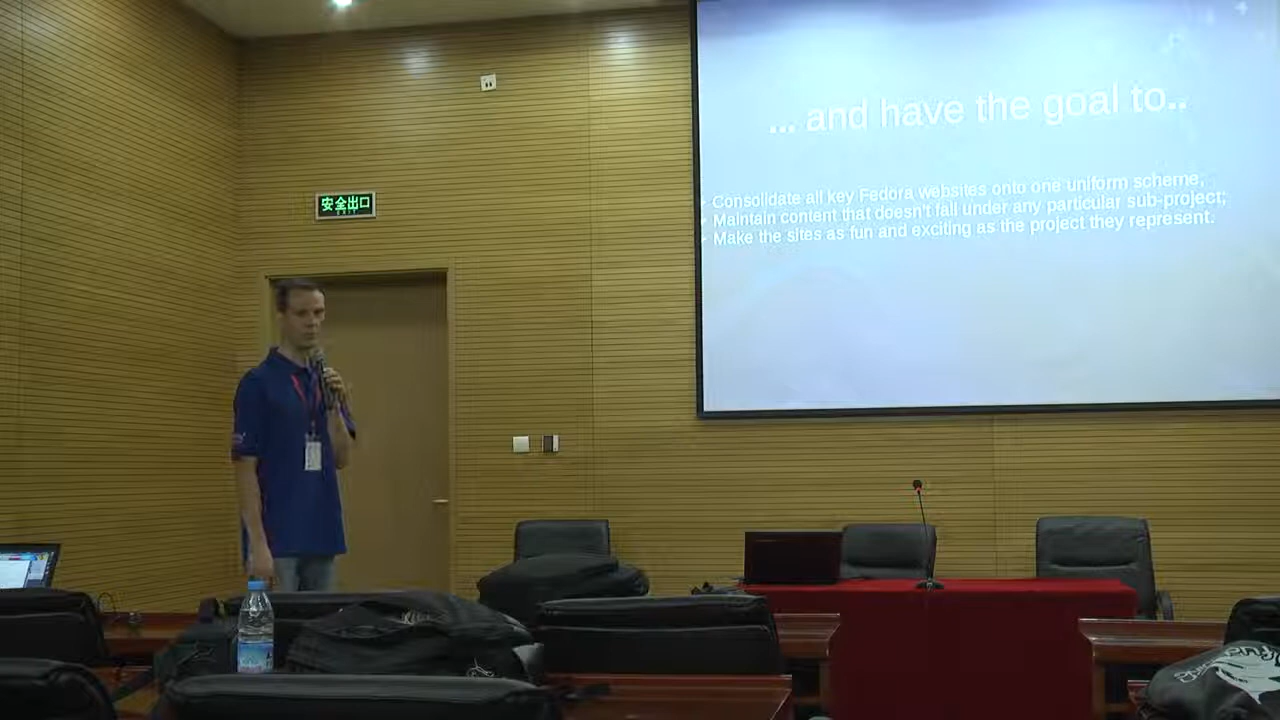 ... and have the goal to..
Consolidate all key Fedora websites onto one uniform scheme,
Maintain content that doesn't fall under any particular sub-project;
Make the sites as fun and exciting as the project they represent.
安全出口